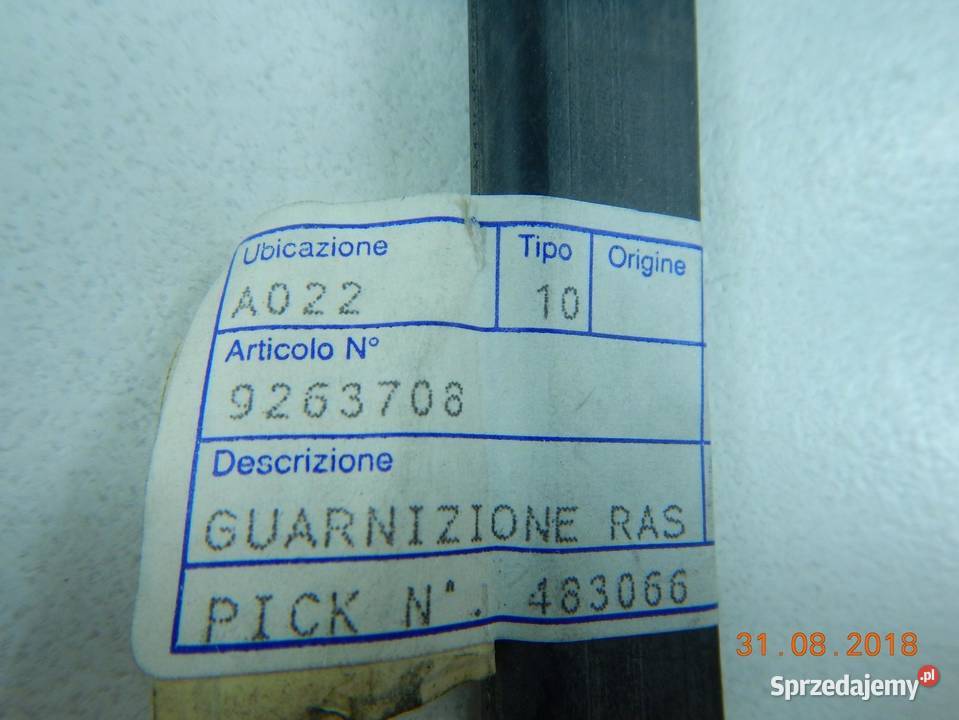 Ubicazione Tipo Origine
A022 10
Articolo N°
9263708
Descrizione
GUARNIZIONE RAS
PICK N°. 483066
31.08.2018
Sprzedajemy.pl